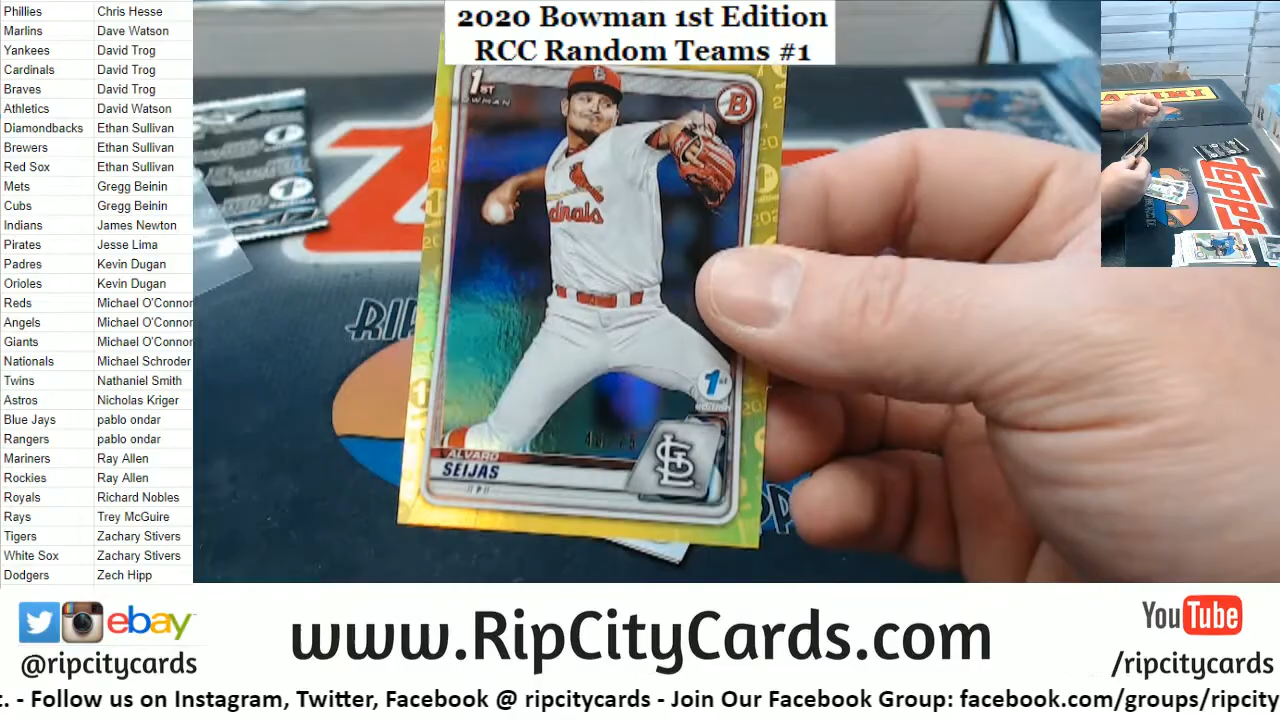 2020 Bowman 1st Edition
RCC Random Teams #1
Phillies Chris Hesse
Marlins Dave Watson
Yankees David Trog
Cardinals David Trog
Braves David Trog
Athletics David Watson
Diamondbacks Ethan Sullivan
Brewers Ethan Sullivan
Red Sox Ethan Sullivan
Mets Gregg Beinin
Cubs Gregg Beinin
Indians James Newton
Pirates Jesse Lima
Padres Kevin Dugan
Orioles Kevin Dugan
Reds Michael O'Connor
Angels Michael O'Connor
Giants Michael O'Connor
Nationals Michael Schroder
Twins Nathaniel Smith
Astros Nicholas Kriger
Blue Jays pablo ondar
Rangers pablo ondar
Mariners Ray Allen
Rockies Ray Allen
Royals Richard Nobles
Rays Trey McGuire
Tigers Zachary Stivers
White Sox Zachary Stivers
Dodgers Zech Hipp
1ST
BOWMAN
B
Cardinals
1st
edition
ALVARO
SEIJAS
STL
RIP
PANINI
TOPPS
ebay
@ripcitycards
www.RipCityCards.com
YouTube
/ripcitycards
t. - Follow us on Instagram, Twitter, Facebook @ ripcitycards - Join Our Facebook Group: facebook.com/groups/ripcity